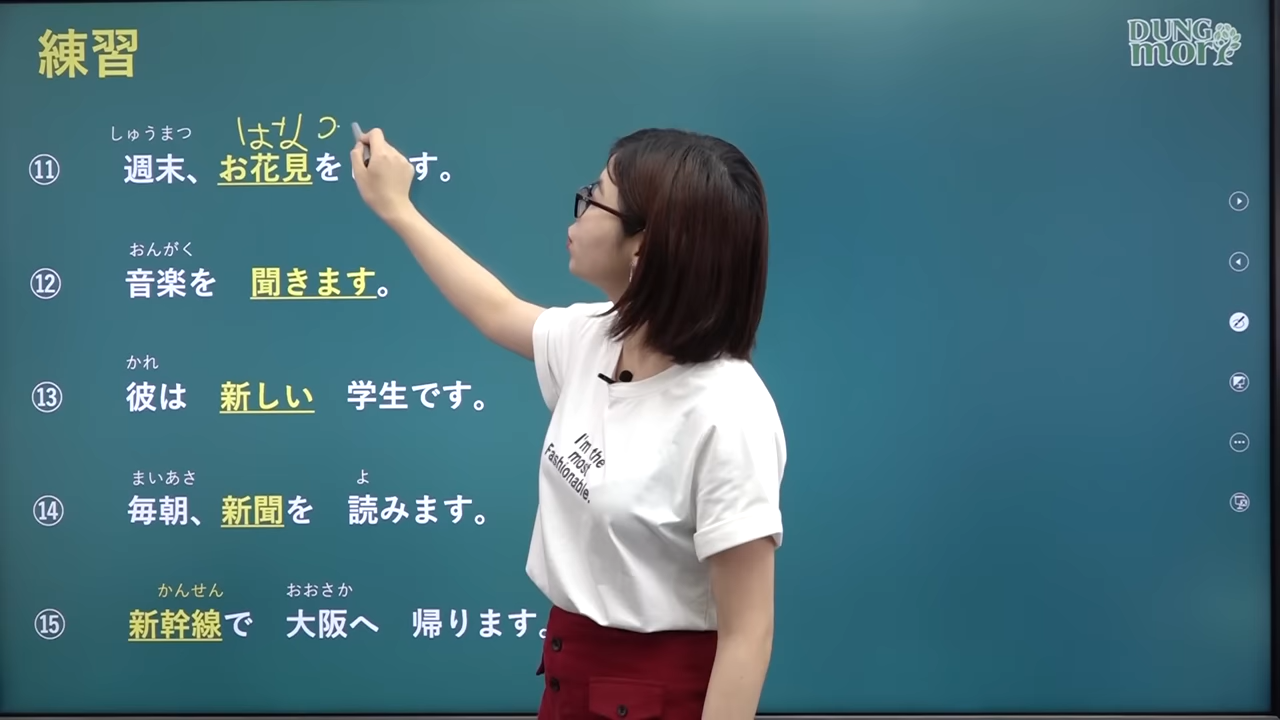 練習
DUNG
mori
しゅうまつ はな
⑪ 週末、お花見を す。
おんがく
⑫ 音楽を 聞きます。
かれ
⑬ 彼は 新しい 学生です。
まいあさ よ
⑭ 毎朝、新聞を 読みます。
かんせん おおさか
⑮ 新幹線で 大阪へ 帰ります。
I'm the
most
Fashionable.